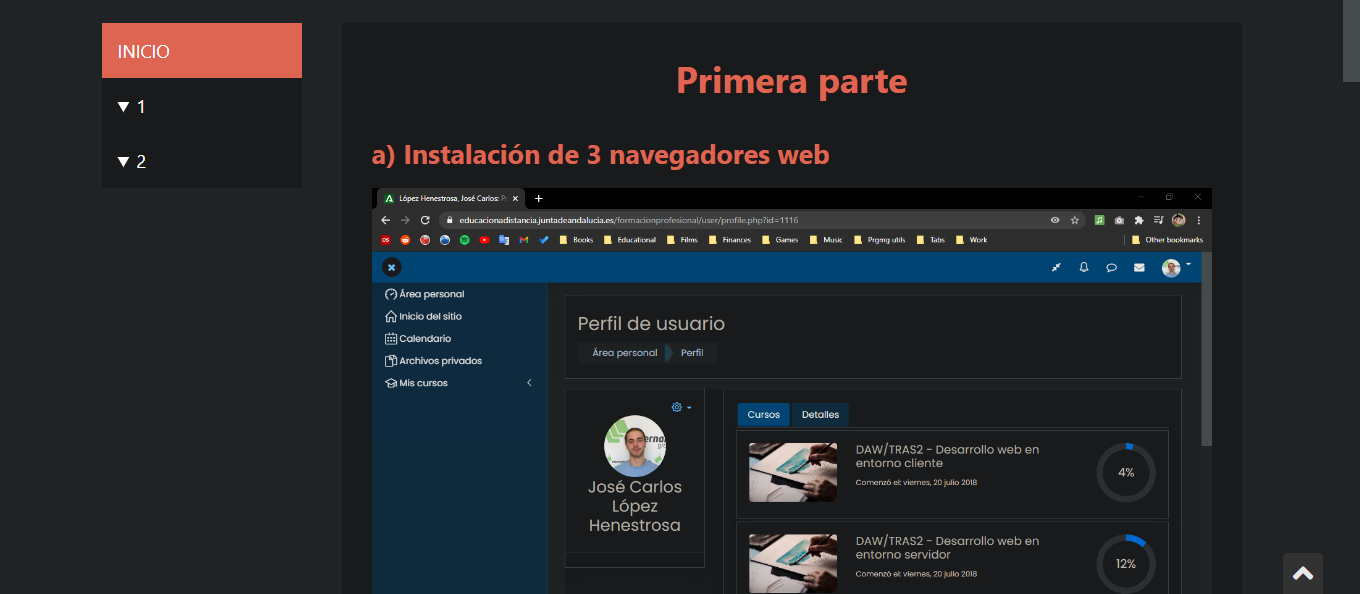 INICIO
▼ 1
▼ 2
Primera parte
a) Instalación de 3 navegadores web
López Henestrosa, José Carlos:
educacionadistancia.juntadeandalucia.es/formacionprofesional/user/profile.php?id=1116
Books Educational Films Finances Games Music Prgmg utils Tabs Work Other bookmarks
Área personal
Inicio del sitio
Calendario
Archivos privados
Mis cursos
Perfil de usuario
Área personal Perfil
José Carlos
López
Henestrosa
Cursos Detalles
DAW/TRAS2 - Desarrollo web en
entorno cliente
Comenzó el: viernes, 20 julio 2018
4%
DAW/TRAS2 - Desarrollo web en
entorno servidor
Comenzó el: viernes, 20 julio 2018
12%